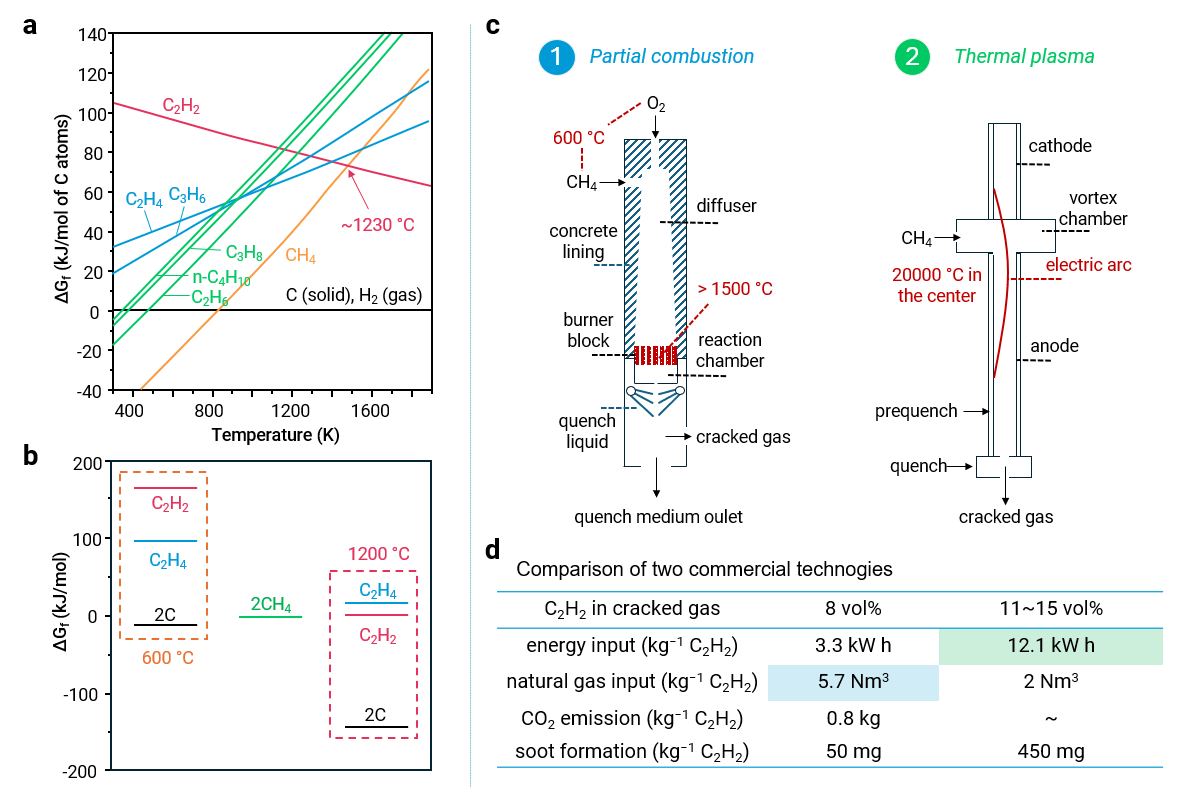 a
140
120
100
80
60
40
20
0
-20
-40
ΔGf (kJ/mol of C atoms)
C2H2
C2H4
C3H6
C3H8
n-C4H10
C2H6
CH4
~1230 °C
C (solid), H2 (gas)
400
800
1200
1600
Temperature (K)
b
200
100
0
-100
-200
ΔGf (kJ/mol)
C2H2
C2H4
2C
600 °C
2CH4
1200 °C
C2H4
C2H2
2C
c
1 Partial combustion
O2
600 °C
CH4
diffuser
concrete
lining
> 1500 °C
burner
block
reaction
chamber
quench
liquid
cracked gas
quench medium oulet
2 Thermal plasma
cathode
vortex
chamber
CH4
electric arc
20000 °C in
the center
anode
prequench
quench
cracked gas
d
Comparison of two commercial technogies
C2H2 in cracked gas 8 vol% 11~15 vol%
energy input (kg⁻¹ C2H2) 3.3 kW h 12.1 kW h
natural gas input (kg⁻¹ C2H2) 5.7 Nm³ 2 Nm³
CO2 emission (kg⁻¹ C2H2) 0.8 kg ~
soot formation (kg⁻¹ C2H2) 50 mg 450 mg